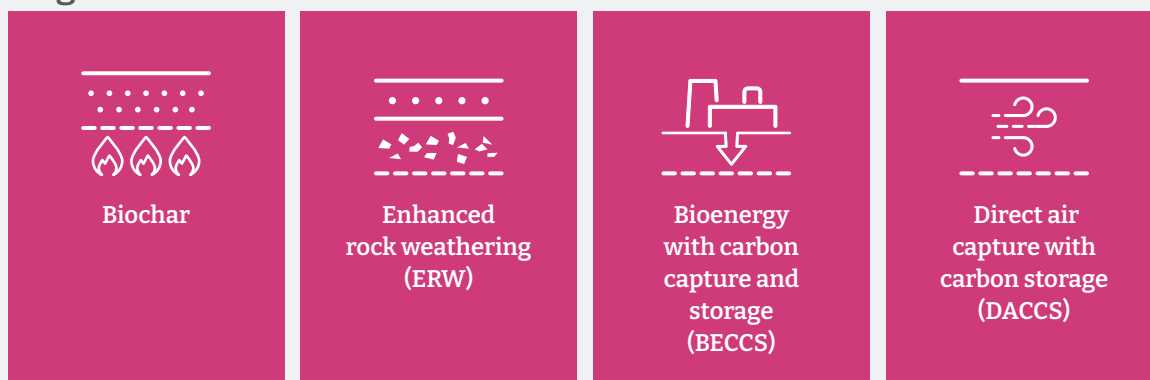 Biochar
Enhanced
rock weathering
(ERW)
Bioenergy
with carbon
capture and
storage
(BECCS)
Direct air
capture with
carbon storage
(DACCS)